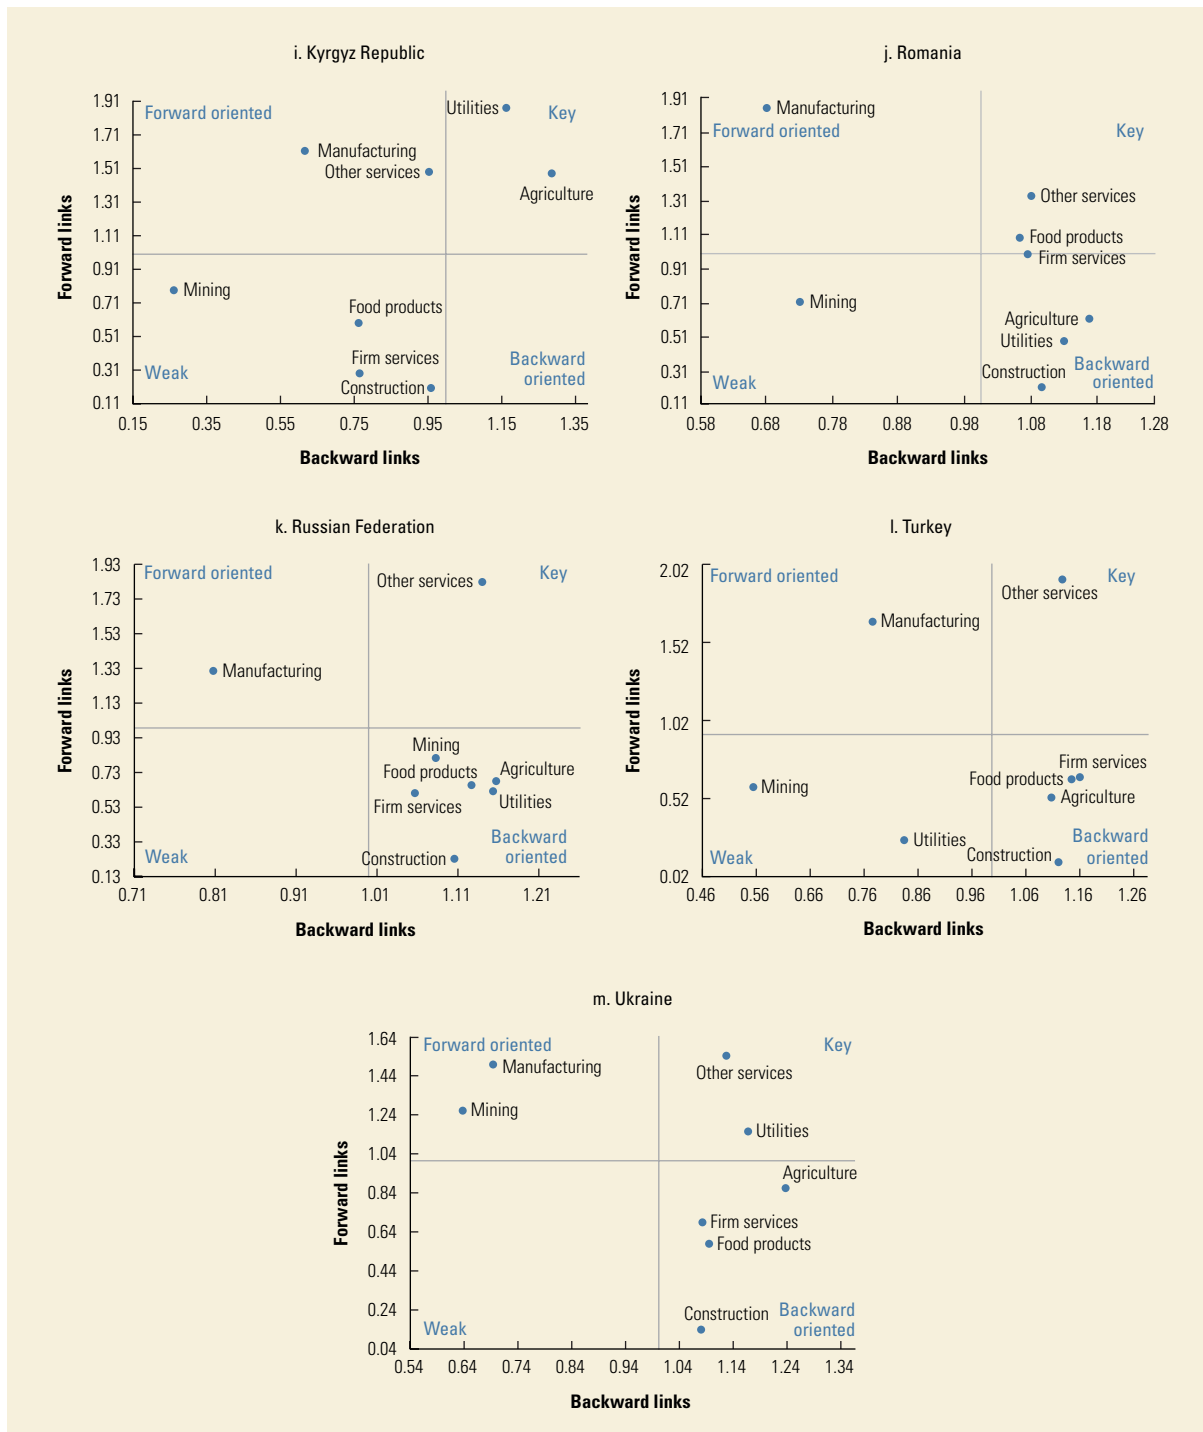 i. Kyrgyz Republic
Forward links
1.91
1.71
1.51
1.31
1.11
0.91
0.71
0.51
0.31
0.11
Forward oriented
Utilities
Key
Manufacturing
Other services
Agriculture
Mining
Food products
Firm services
Construction
Weak
Backward
oriented
0.15 0.35 0.55 0.75 0.95 1.15 1.35
Backward links
j. Romania
Forward links
1.91
1.71
1.51
1.31
1.11
0.91
0.71
0.51
0.31
0.11
Manufacturing
Forward oriented
Key
Other services
Food products
Firm services
Mining
Agriculture
Utilities
Construction
Weak
Backward
oriented
0.58 0.68 0.78 0.88 0.98 1.08 1.18 1.28
Backward links
k. Russian Federation
Forward links
1.93
1.73
1.53
1.33
1.13
0.93
0.73
0.53
0.33
0.13
Forward oriented
Other services
Key
Manufacturing
Mining
Food products
Agriculture
Firm services
Utilities
Construction
Weak
Backward
oriented
0.71 0.81 0.91 1.01 1.11 1.21
Backward links
l. Turkey
Forward links
2.02
1.52
1.02
0.52
0.02
Forward oriented
Key
Other services
Manufacturing
Firm services
Food products
Mining
Agriculture
Utilities
Construction
Weak
Backward
oriented
0.46 0.56 0.66 0.76 0.86 0.96 1.06 1.16 1.26
Backward links
m. Ukraine
Forward links
1.64
1.44
1.24
1.04
0.84
0.64
0.44
0.24
0.04
Forward oriented
Key
Manufacturing
Other services
Mining
Utilities
Agriculture
Firm services
Food products
Construction
Weak
Backward
oriented
0.54 0.64 0.74 0.84 0.94 1.04 1.14 1.24 1.34
Backward links